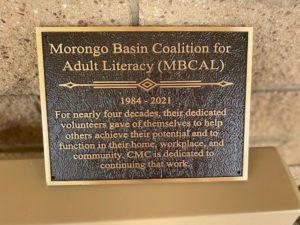 Morongo Basin Coalition for
Adult Literacy (MBCAL)
1984 - 2021
For nearly four decades, their dedicated
volunteers gave of themselves to help
others achieve their potential and to
function in their home, workplace, and
community. CMC is dedicated to
continuing that work.